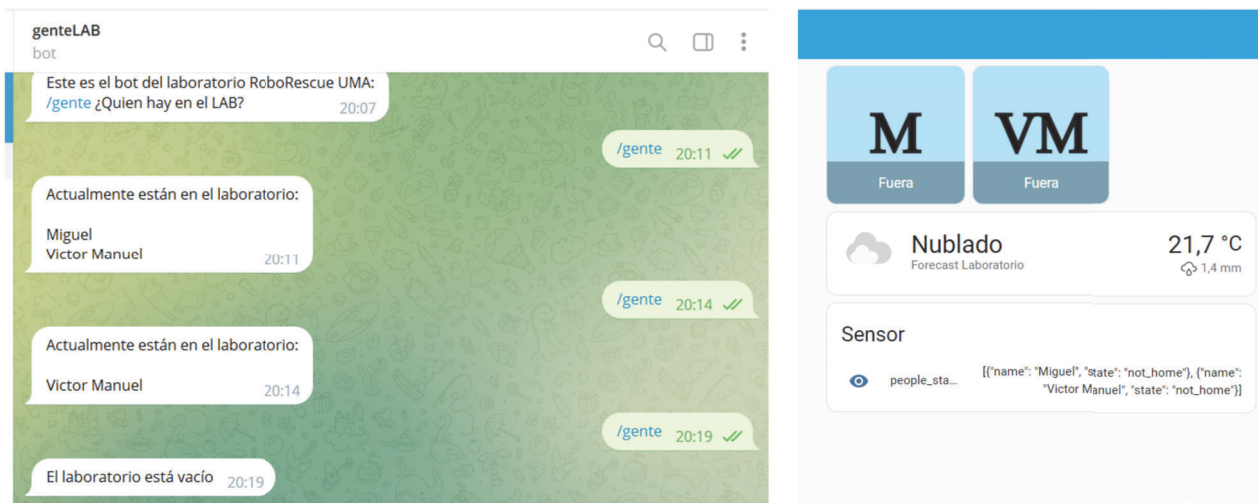 genteLAB
bot
Este es el bot del laboratorio RoboRescue UMA:
/gente ¿Quien hay en el LAB?
20:07
/gente 20:11
Actualmente están en el laboratorio:
Miguel
Victor Manuel
20:11
/gente 20:14
Actualmente están en el laboratorio:
Victor Manuel
20:14
/gente 20:19
El laboratorio está vacío 20:19
M
Fuera
VM
Fuera
Nublado
Forecast Laboratorio
21,7 °C
1,4 mm
Sensor
people_sta...
[{"name": "Miguel", "state": "not_home"}, {"name":
"Victor Manuel", "state": "not_home"}]